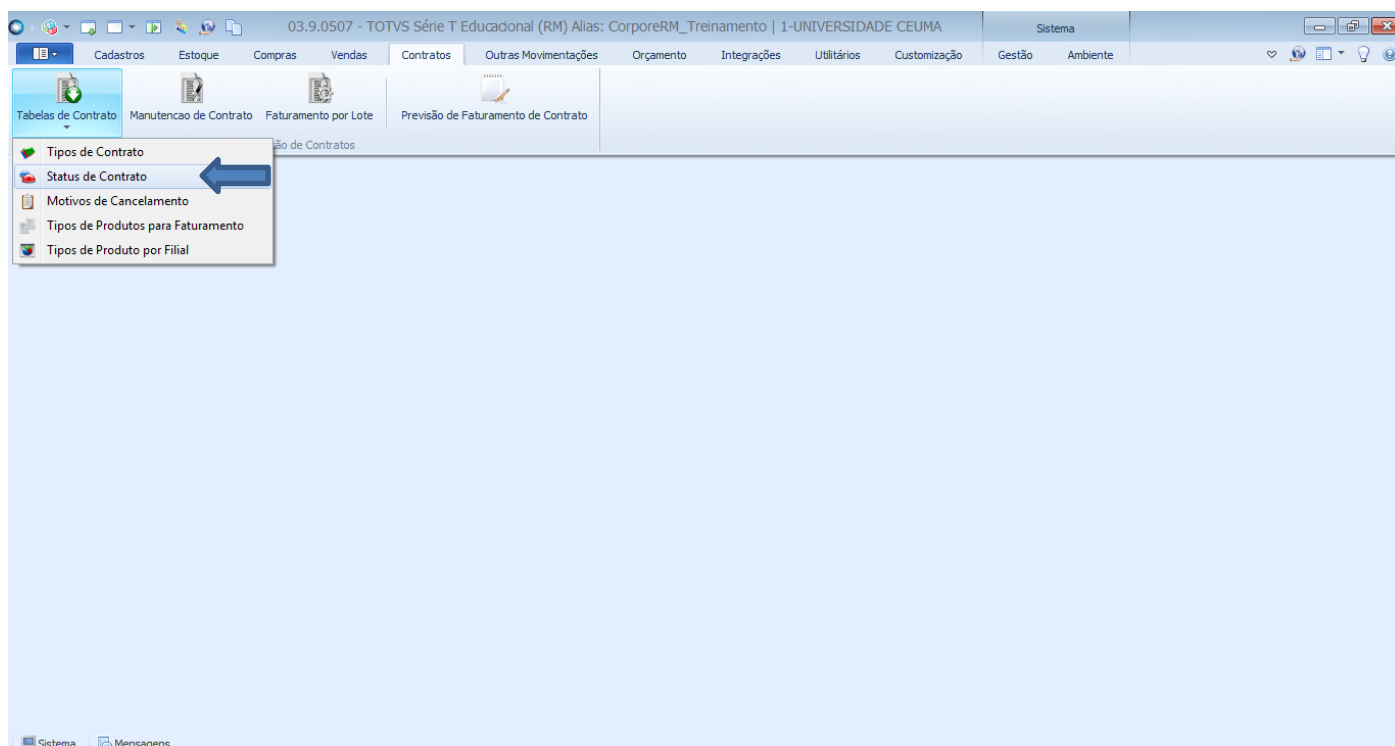 03.9.0507 - TOTVS Série T Educacional (RM) Alias: CorporeRM_Treinamento | 1-UNIVERSIDADE CEUMA
Sistema
Cadastros Estoque Compras Vendas Contratos Outras Movimentações Orçamento Integrações Utilitários Customização Gestão Ambiente
Tabelas de Contrato Manutencao de Contrato Faturamento por Lote Previsão de Faturamento de Contrato
ão de Contratos
Tipos de Contrato
Status de Contrato
Motivos de Cancelamento
Tipos de Produtos para Faturamento
Tipos de Produto por Filial
Sistema Mensagens